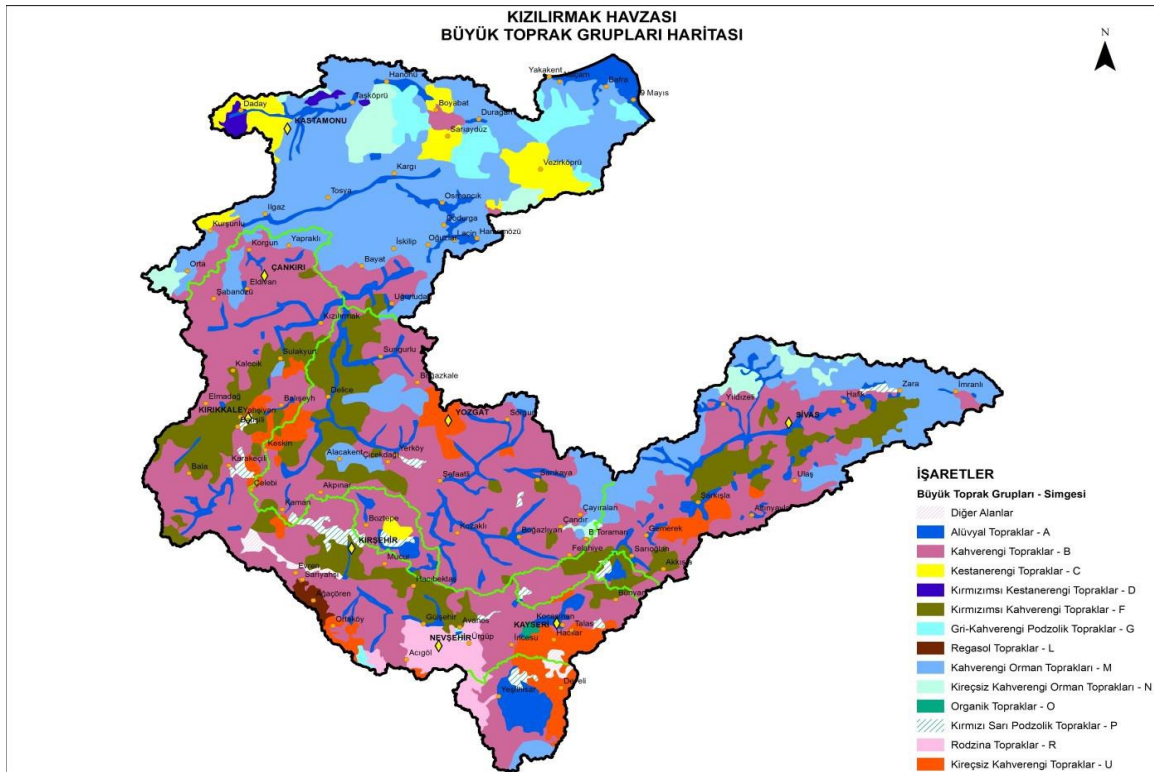 KIZILIRMAK HAVZASI
BÜYÜK TOPRAK GRUPLARI HARİTASI
N
Yakakent
Bafra
19 Mayıs
Hanönü
Taşköprü
Daday
KASTAMONU
Boyabat
Durağan
Sarıaydüz
Vezirköprü
Kargı
Tosya
Osmancık
Ilgaz
Dodurga
Kurşunlu
Laçin
Hamamözü
Oğuzlar
İskilip
Korgun
Yapraklı
Bayat
Orta
ÇANKIRI
Eldivan
Şabanözü
Uğurludağ
Kızılırmak
Sulakyurt
Sungurlu
Kalecik
Boğazkale
Elmadağ
Yahşiyan
KIRIKKALE
Balışeyh
Delice
YOZGAT
Sorgun
Yıldızeli
Hafik
Zara
İmranlı
SİVAS
Keskin
Karakeçili
Bala
Çelebi
Alacakent
Çiçekdağı
Yerköy
Şefaatli
Sarıkaya
Ulaş
Şarkışla
Altınyayla
Akpınar
Kaman
Boztepe
KIRŞEHİR
Kozaklı
Boğazlıyan
Çayıralan
Çandır
B.Toraman
Gemerek
Felahiye
Sarıoğlan
Akkışla
Mucur
Hacıbektaş
Bünyan
Evren
Sarıyahşi
Ağaçören
Ortaköy
Gülşehir
Avanos
NEVŞEHİR
Ürgüp
Acıgöl
KAYSERİ
Kocasinan
Talas
Hacılar
İncesu
Develi
Yeşilhisar
İŞARETLER
Büyük Toprak Grupları - Simgesi
Diğer Alanlar
Alüvyal Topraklar - A
Kahverengi Topraklar - B
Kestanerengi Topraklar - C
Kırmızımsı Kestanerengi Topraklar - D
Kırmızımsı Kahverengi Topraklar - F
Gri-Kahverengi Podzolik Topraklar - G
Regasol Topraklar - L
Kahverengi Orman Toprakları - M
Kireçsiz Kahverengi Orman Toprakları - N
Organik Topraklar - O
Kırmızı Sarı Podzolik Topraklar - P
Rodzina Topraklar - R
Kireçsiz Kahverengi Topraklar - U